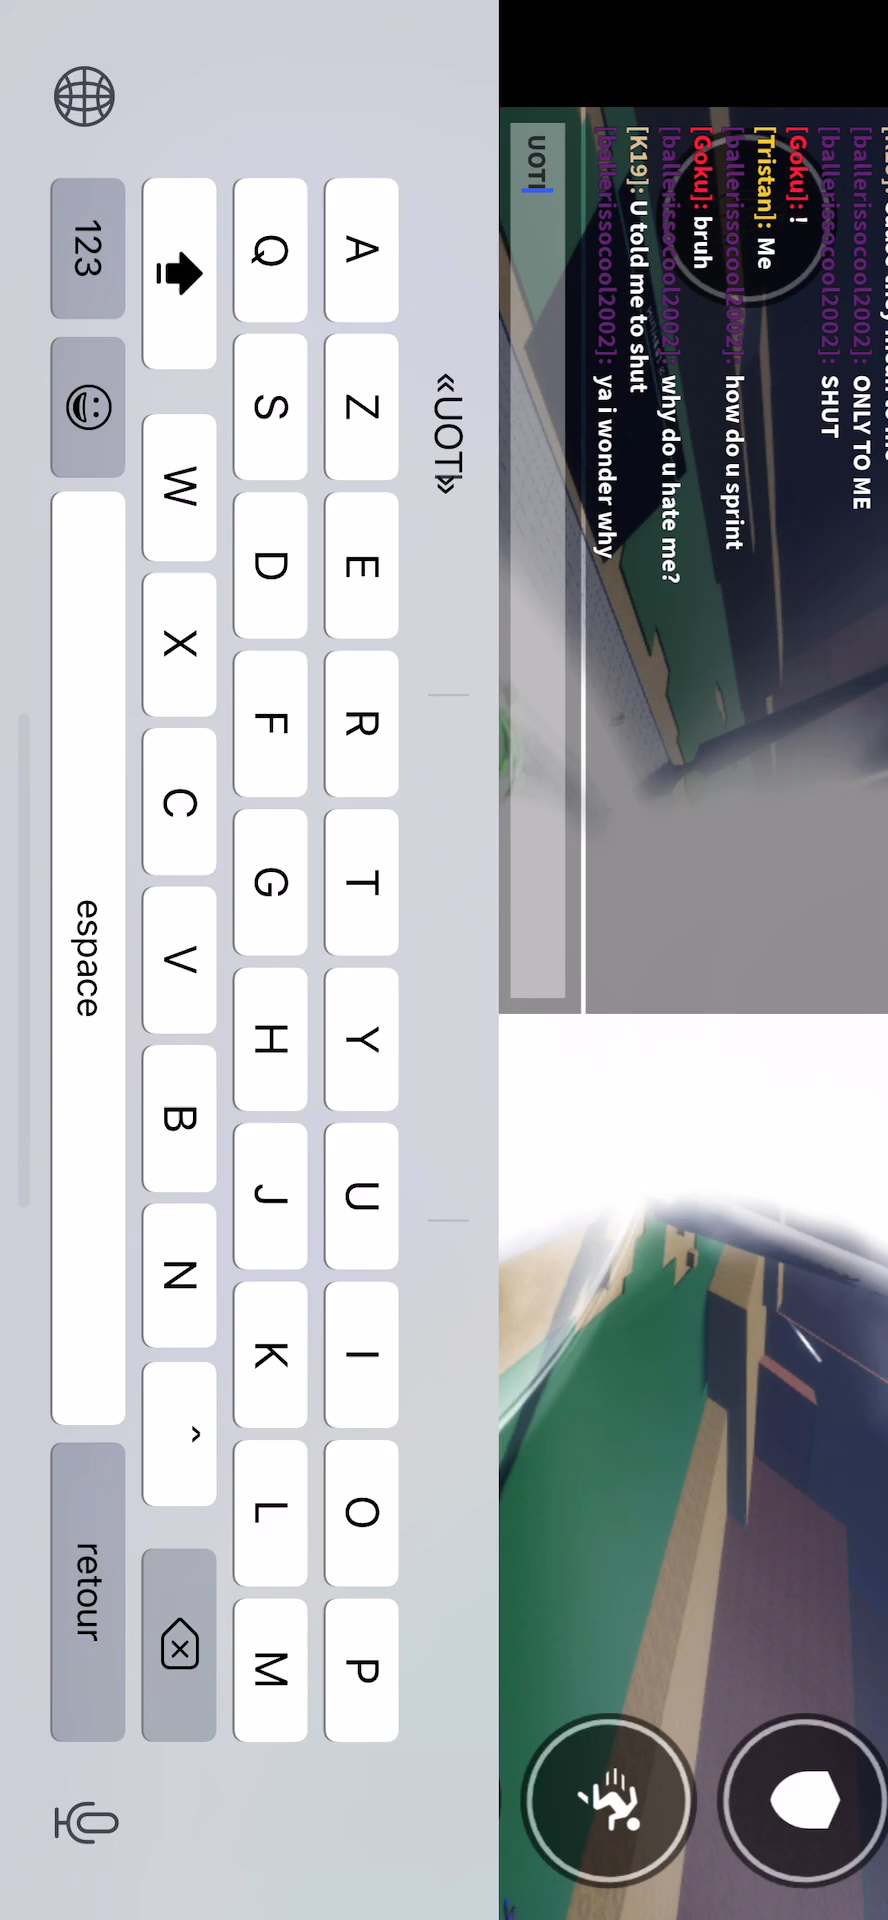 [ballerissocool2002]: SHUT
[ballerissocool2002]: ONLY TO ME
[Goku]: !
[Tristan]: Me
[ballerissocool2002]: how do u sprint
[Goku]: bruh
[ballerissocool2002]: why do u hate me?
[K19]: U told me to shut
[ballerissocool2002]: ya i wonder why
UOTI
«UOTI»
A Z E R T Y U I O P
Q S D F G H J K L M
W X C V B N ^
123 espace retour